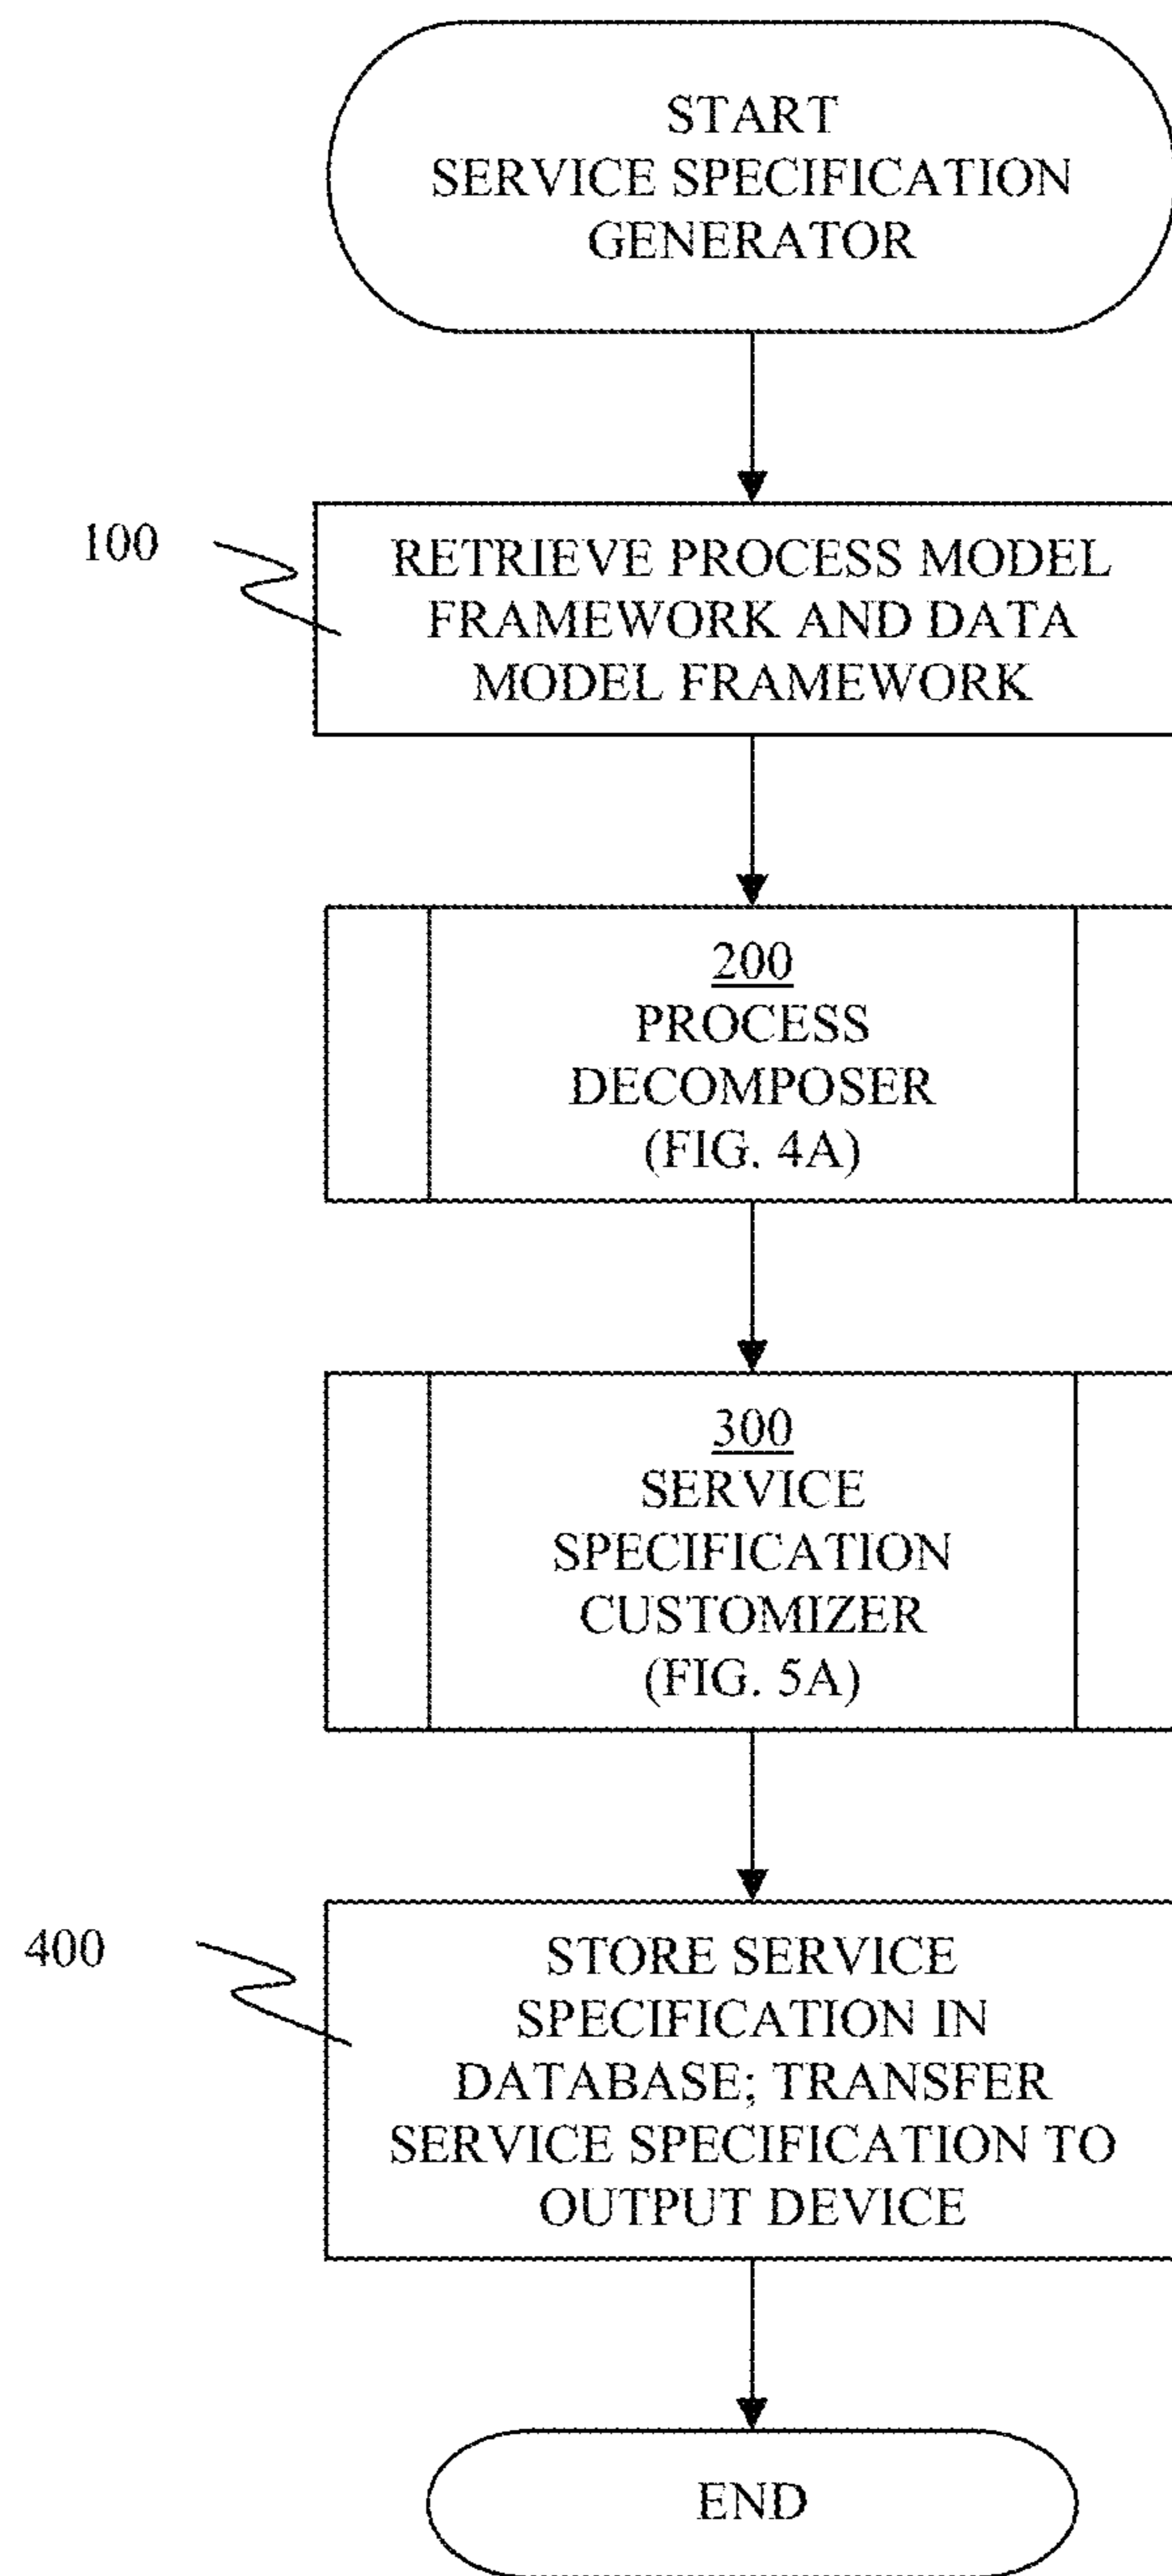 START
SERVICE SPECIFICATION
GENERATOR
100
RETRIEVE PROCESS MODEL
FRAMEWORK AND DATA
MODEL FRAMEWORK
200
PROCESS
DECOMPOSER
(FIG. 4A)
300
SERVICE
SPECIFICATION
CUSTOMIZER
(FIG. 5A)
400
STORE SERVICE
SPECIFICATION IN
DATABASE; TRANSFER
SERVICE SPECIFICATION TO
OUTPUT DEVICE
END